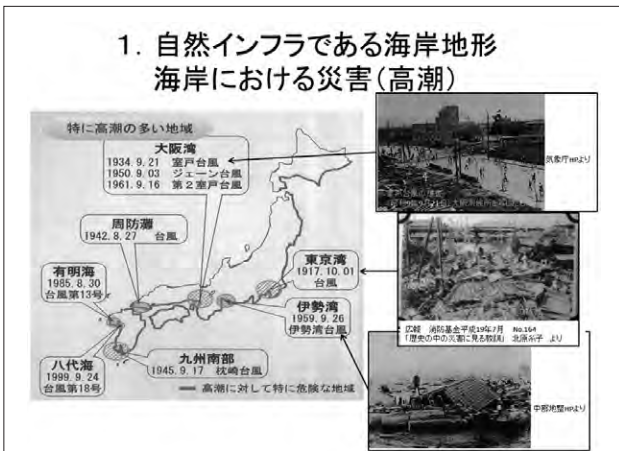 1．自然インフラである海岸地形
海岸における災害(高潮)
特に高潮の多い地域
大阪湾
1934.9.21 室戸台風
1950.9.03 ジェーン台風
1961.9.16 第2室戸台風
周防灘
1942.8.27 台風
有明海
1985.8.30
台風第13号
八代海
1999.9.24
台風第18号
九州南部
1945.9.17 枕崎台風
東京湾
1917.10.01
台風
伊勢湾
1959.9.26
伊勢湾台風
高潮に対して特に危険な地域
気象庁HPより
広報 消防基金平成19年7月 No.164
「歴史の中の災害に見る教訓」 北原糸子 より
中部地整HPより